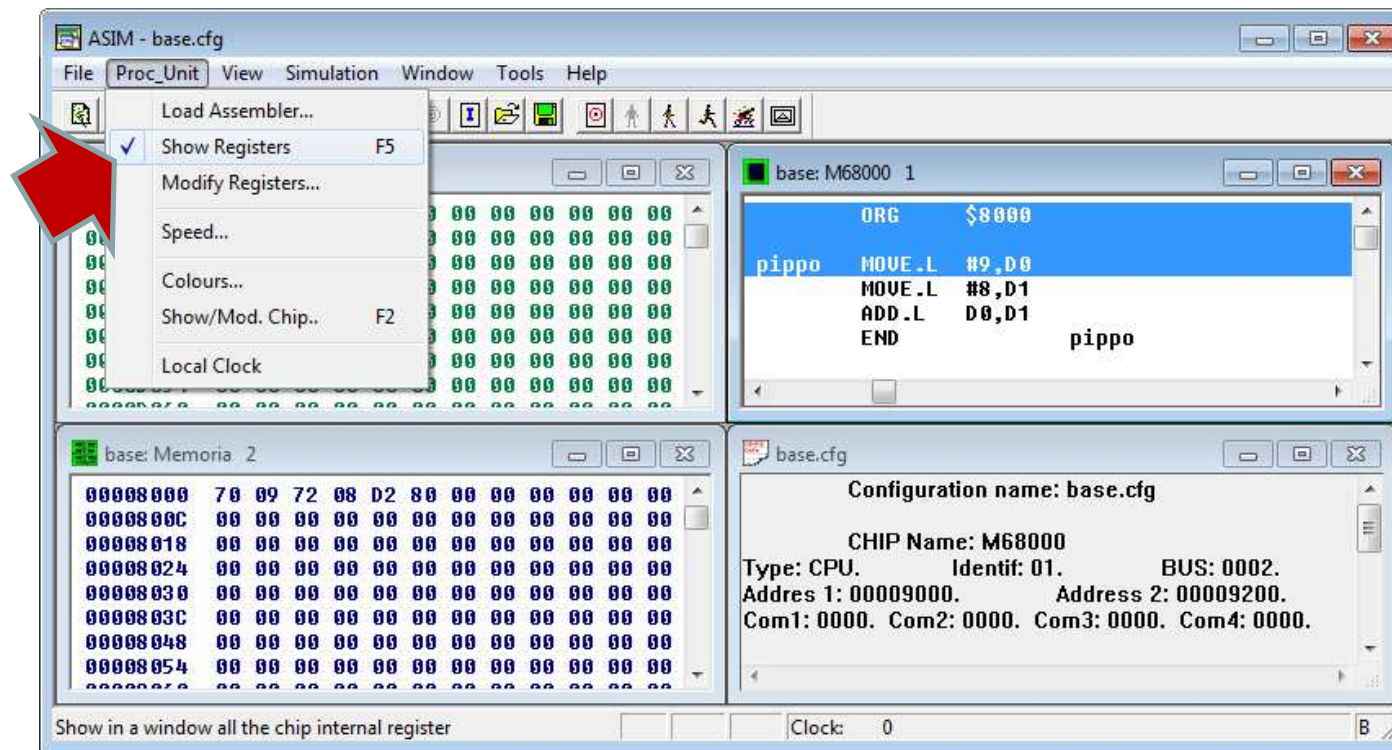 ASIM - base.cfg
File Proc_Unit View Simulation Window Tools Help
Load Assembler...
Show Registers F5
Modify Registers...
Speed...
Colours...
Show/Mod. Chip.. F2
Local Clock
00 00 00 00 00 00
00 00 00 00 00 00
00 00 00 00 00 00
00 00 00 00 00 00
00 00 00 00 00 00
00 00 00 00 00 00
00 00 00 00 00 00
00 00 00 00 00 00
base: M68000 1
ORG $8000
pippo MOVE.L #9,D0
MOVE.L #8,D1
ADD.L D0,D1
END pippo
base: Memoria 2
00008000 70 09 72 08 D2 80 00 00 00 00 00 00
0000800C 00 00 00 00 00 00 00 00 00 00 00 00
00008018 00 00 00 00 00 00 00 00 00 00 00 00
00008024 00 00 00 00 00 00 00 00 00 00 00 00
00008030 00 00 00 00 00 00 00 00 00 00 00 00
0000803C 00 00 00 00 00 00 00 00 00 00 00 00
00008048 00 00 00 00 00 00 00 00 00 00 00 00
00008054 00 00 00 00 00 00 00 00 00 00 00 00
base.cfg
Configuration name: base.cfg
CHIP Name: M68000
Type: CPU. Identif: 01. BUS: 0002.
Addres 1: 00009000. Address 2: 00009200.
Com1: 0000. Com2: 0000. Com3: 0000. Com4: 0000.
Show in a window all the chip internal register
Clock: 0
B